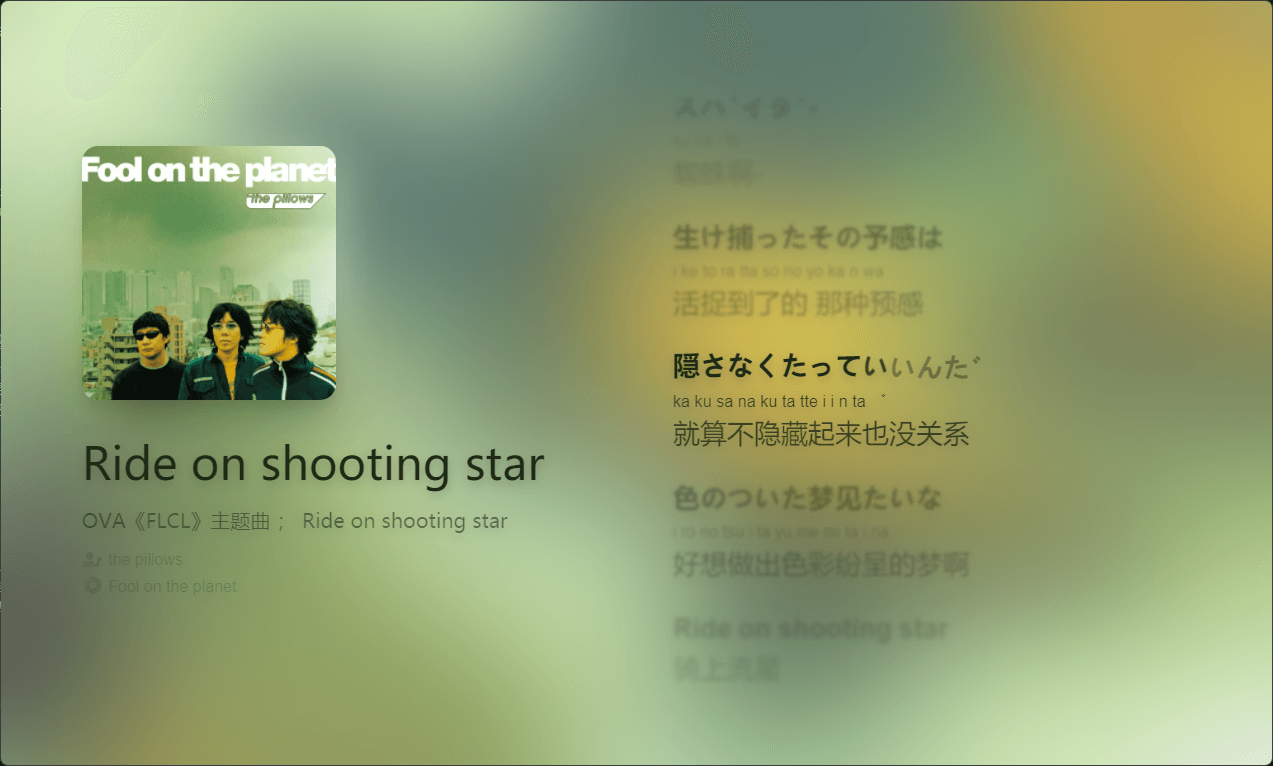 Fool on the planet
the pillows
Ride on shooting star
OVA《FLCL》主题曲； Ride on shooting star
the pillows
Fool on the planet
スハ゛イタ゛-
蜘蛛啊-
生け捕ったその予感は
i ke to ra tta so no yo ka n wa
活捉到了的 那种预感
隠さなくたっていいんた゛
ka ku sa na ku ta tte i i n ta ゛
就算不隐藏起来也没关系
色のついた梦见たいな
i ro no tsu i ta yu me mi ta i na
好想做出色彩纷呈的梦啊
Ride on shooting star
骑上流星